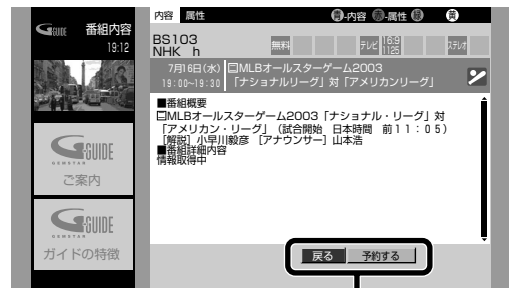 GUIDE 番組内容
19:12
GUIDE
GEMSTAR
ご案内
GUIDE
GEMSTAR
ガイドの特徴
内容 属性 青-内容 赤-属性 緑 黄
BS103
NHK h
無料 テレビ 16:9 1125 ステレオ
7月16日(水) 日MLBオールスターゲーム2003
19:00~19:30 「ナショナルリーグ」対「アメリカンリーグ」
■番組概要
日MLBオールスターゲーム2003「ナショナル・リーグ」対
「アメリカン・リーグ」(試合開始 日本時間 前11:05)
[解説]小早川毅彦 [アナウンサー]山本浩
■番組詳細内容
情報取得中
戻る 予約する